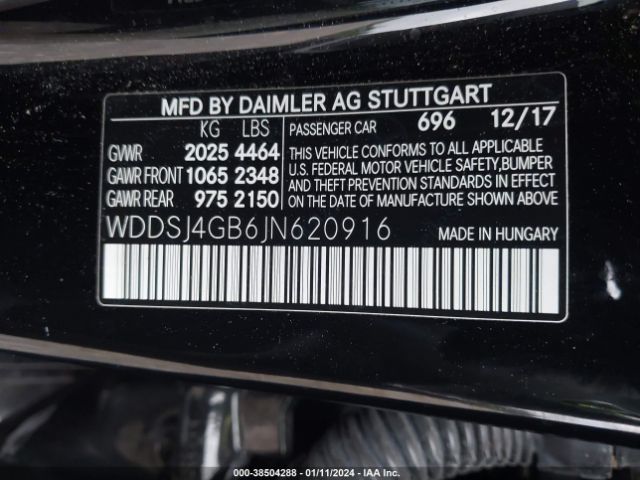 MFD BY DAIMLER AG STUTTGART
KG LBS
GVWR 2025 4464
GAWR FRONT 1065 2348
GAWR REAR 975 2150
PASSENGER CAR 696 12/17
THIS VEHICLE CONFORMS TO ALL APPLICABLE
U.S. FEDERAL MOTOR VEHICLE SAFETY,BUMPER
AND THEFT PREVENTION STANDARDS IN EFFECT
ON THE DATE OF MANUFACTURE SHOWN ABOVE.
WDDSJ4GB6JN620916 MADE IN HUNGARY
000-38504288 - 01/11/2024 - IAA Inc.